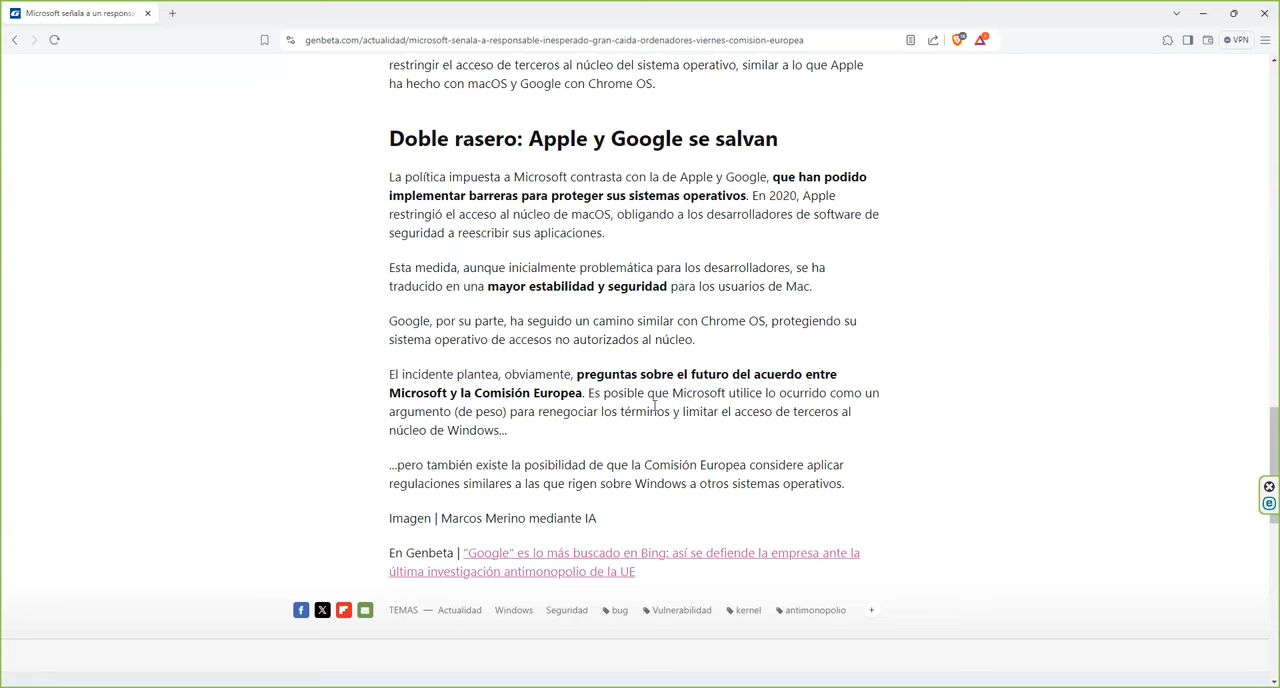 Microsoft señala a un responsa
genbeta.com/actualidad/microsoft-senala-a-responsable-inesperado-gran-caida-ordenadores-viernes-comision-europea
VPN
restringir el acceso de terceros al núcleo del sistema operativo, similar a lo que Apple
ha hecho con macOS y Google con Chrome OS.
Doble rasero: Apple y Google se salvan
La política impuesta a Microsoft contrasta con la de Apple y Google, que han podido
implementar barreras para proteger sus sistemas operativos. En 2020, Apple
restringió el acceso al núcleo de macOS, obligando a los desarrolladores de software de
seguridad a reescribir sus aplicaciones.
Esta medida, aunque inicialmente problemática para los desarrolladores, se ha
traducido en una mayor estabilidad y seguridad para los usuarios de Mac.
Google, por su parte, ha seguido un camino similar con Chrome OS, protegiendo su
sistema operativo de accesos no autorizados al núcleo.
El incidente plantea, obviamente, preguntas sobre el futuro del acuerdo entre
Microsoft y la Comisión Europea. Es posible que Microsoft utilice lo ocurrido como un
argumento (de peso) para renegociar los términos y limitar el acceso de terceros al
núcleo de Windows...
...pero también existe la posibilidad de que la Comisión Europea considere aplicar
regulaciones similares a las que rigen sobre Windows a otros sistemas operativos.
Imagen | Marcos Merino mediante IA
En Genbeta | "Google" es lo más buscado en Bing: así se defiende la empresa ante la
última investigación antimonopolio de la UE
TEMAS — Actualidad Windows Seguridad bug Vulnerabilidad kernel antimonopolio +